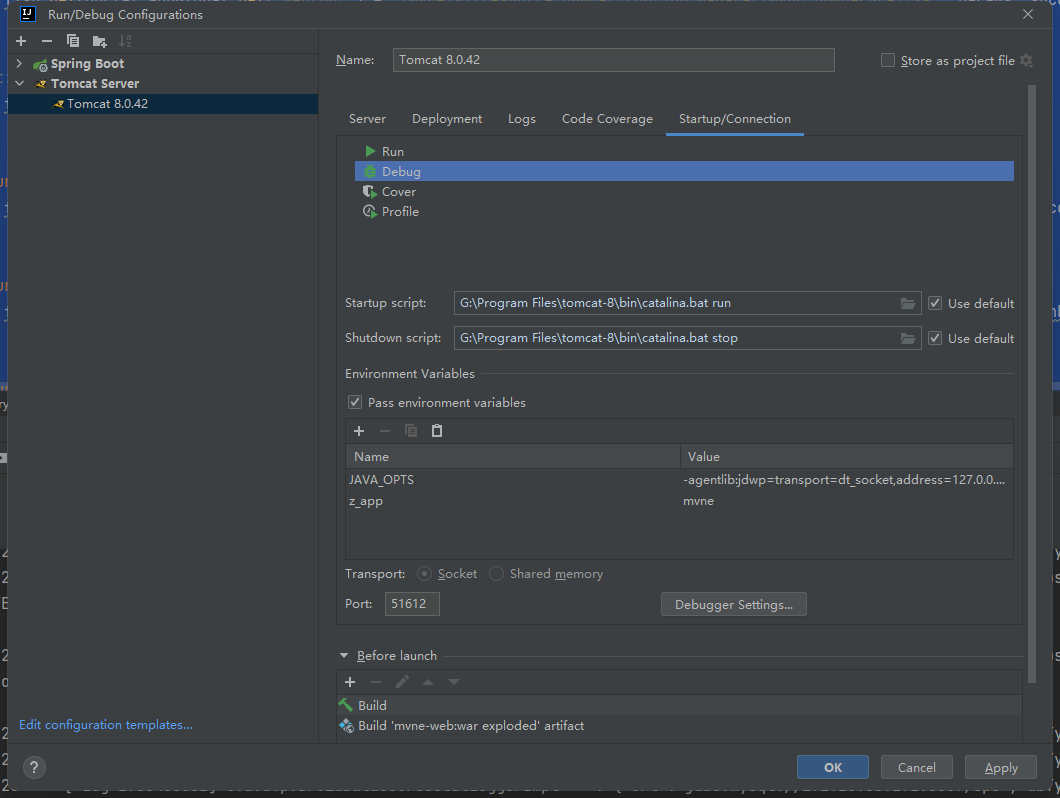 Run/Debug Configurations
Spring Boot
Tomcat Server
Tomcat 8.0.42
Name:
Tomcat 8.0.42
Store as project file
Server
Deployment
Logs
Code Coverage
Startup/Connection
Run
Debug
Cover
Profile
Startup script:
G:\Program Files\tomcat-8\bin\catalina.bat run
Use default
Shutdown script:
G:\Program Files\tomcat-8\bin\catalina.bat stop
Use default
Environment Variables
Pass environment variables
Name
Value
JAVA_OPTS
-agentlib:jdwp=transport=dt_socket,address=127.0.0....
z_app
mvne
Transport:
Socket
Shared memory
Port:
51612
Debugger Settings...
Before launch
Build
Build 'mvne-web:war exploded' artifact
Edit configuration templates...
?
OK
Cancel
Apply